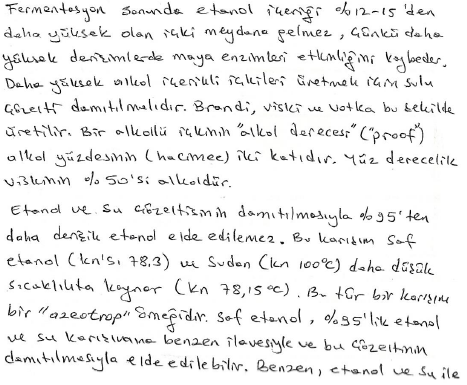 Fermentasyon sonunda etanol içeriği %12-15'den
daha yüksek olan içki meydana gelmez, çünkü daha
yüksek derişimlerde maya enzimleri etkinliğini kaybeder.
Daha yüksek alkol içerikli içkileri üretmek için sulu
çözelti damıtılmalıdır. Brandi, viski ve votka bu şekilde
üretilir. Bir alkollü içkinin "alkol derecesi" ("proof")
alkol yüzdesinin (hacimce) iki katıdır. Yüz derecelik
viskinin %50'si alkoldür.
Etanol ve su çözeltisinin damıtılmasıyla %95'ten
daha derişik etanol elde edilemez. Bu karışım saf
etanol (kn'sı 78,3) ve sudan (kn 100°C) daha düşük
sıcaklıkta kaynar (kn 78,15°C). Bu tür bir karışım
bir "azeotrop" örneğidir. Saf etanol, %95'lik etanol
ve su karışımına benzen ilavesiyle ve bu çözeltinin
damıtılmasıyla elde edilebilir. Benzen, etanol ve su ile